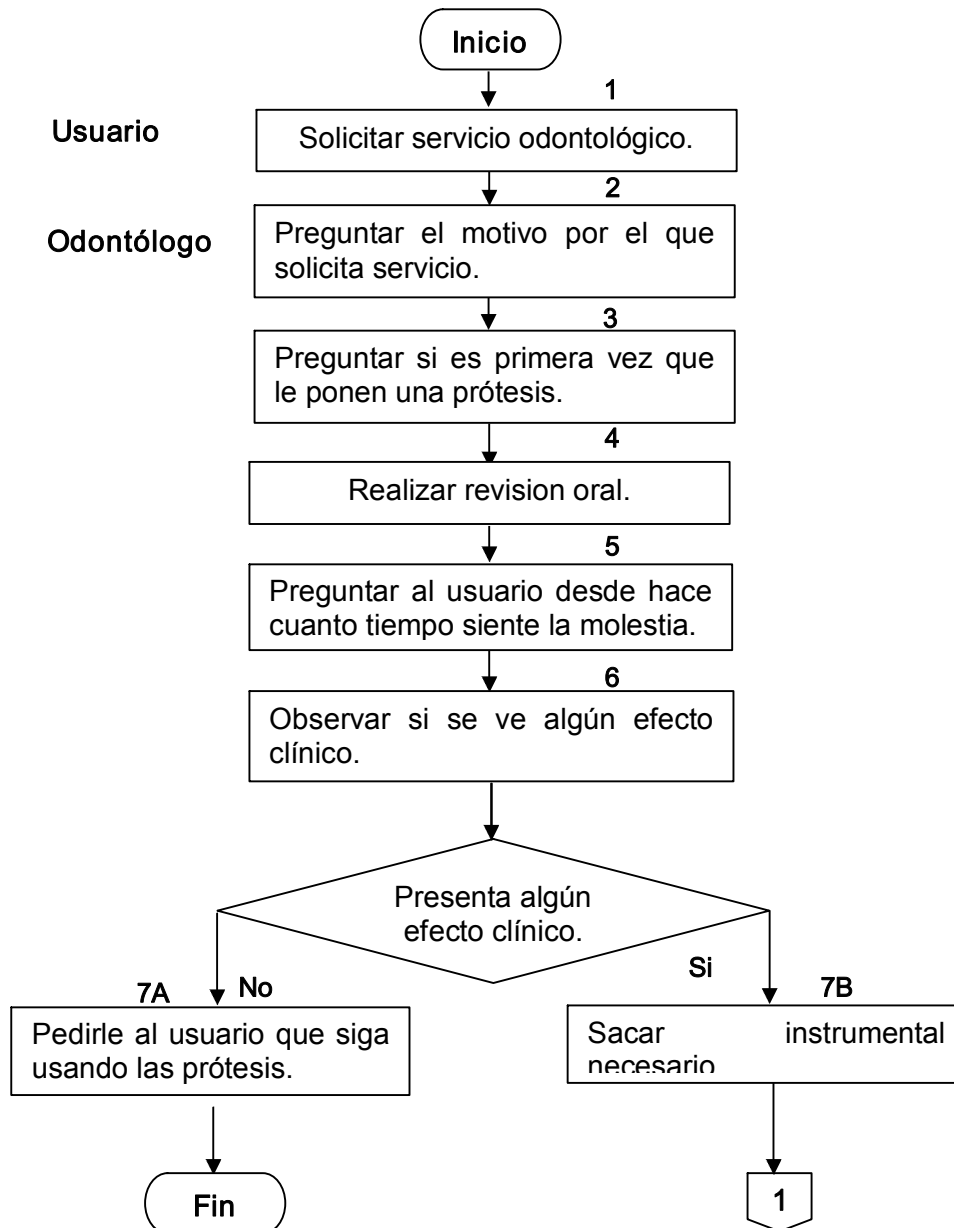 Inicio
1
Usuario
Solicitar servicio odontológico.
2
Odontólogo
Preguntar el motivo por el que
solicita servicio.
3
Preguntar si es primera vez que
le ponen una prótesis.
4
Realizar revision oral.
5
Preguntar al usuario desde hace
cuanto tiempo siente la molestia.
6
Observar si se ve algún efecto
clínico.
Presenta algún
efecto clínico.
7A No
Si 7B
Pedirle al usuario que siga
usando las prótesis.
Sacar instrumental
necesario
Fin
1